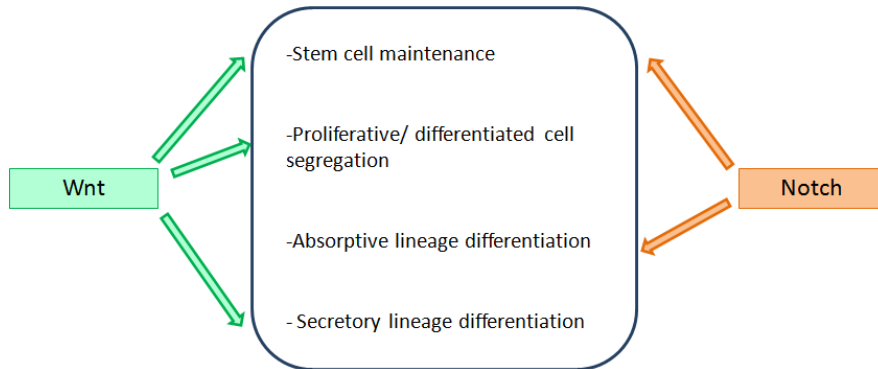 -Stem cell maintenance
-Proliferative/ differentiated cell
segregation
Wnt
Notch
-Absorptive lineage differentiation
- Secretory lineage differentiation